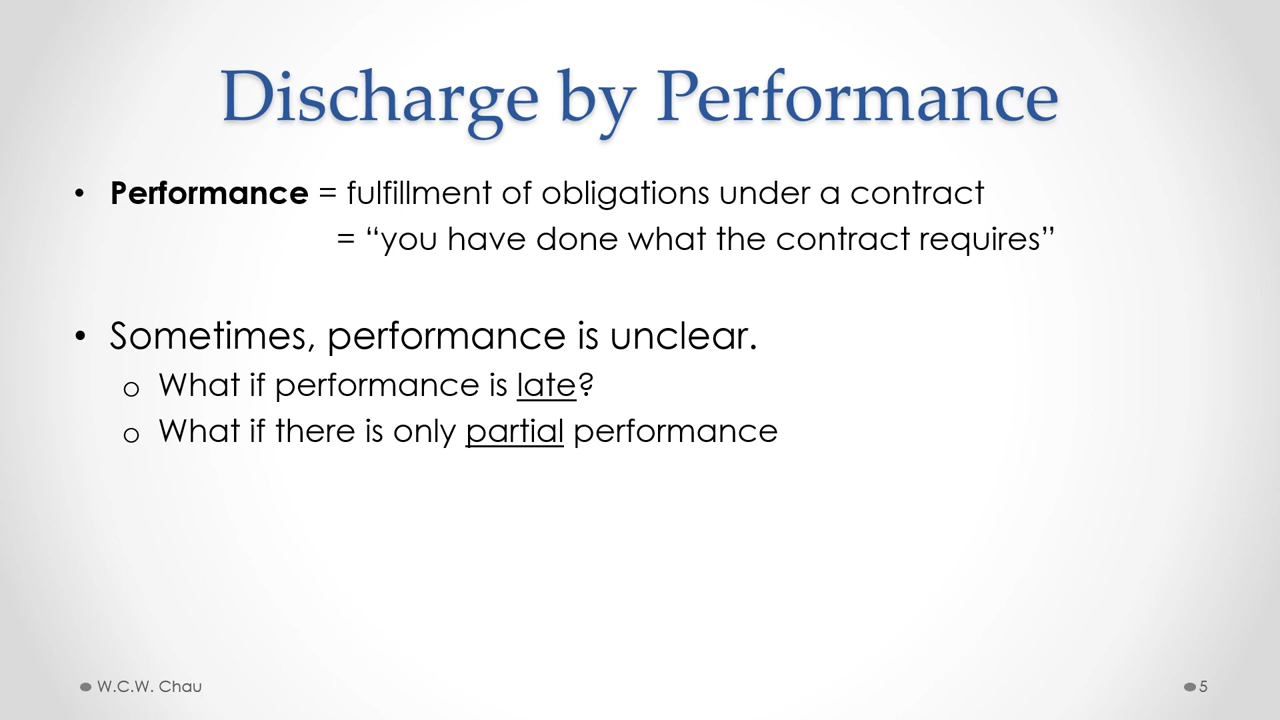 Discharge by Performance
• Performance = fulfillment of obligations under a contract
= “you have done what the contract requires”
• Sometimes, performance is unclear.
o What if performance is late?
o What if there is only partial performance
W.C.W. Chau
5